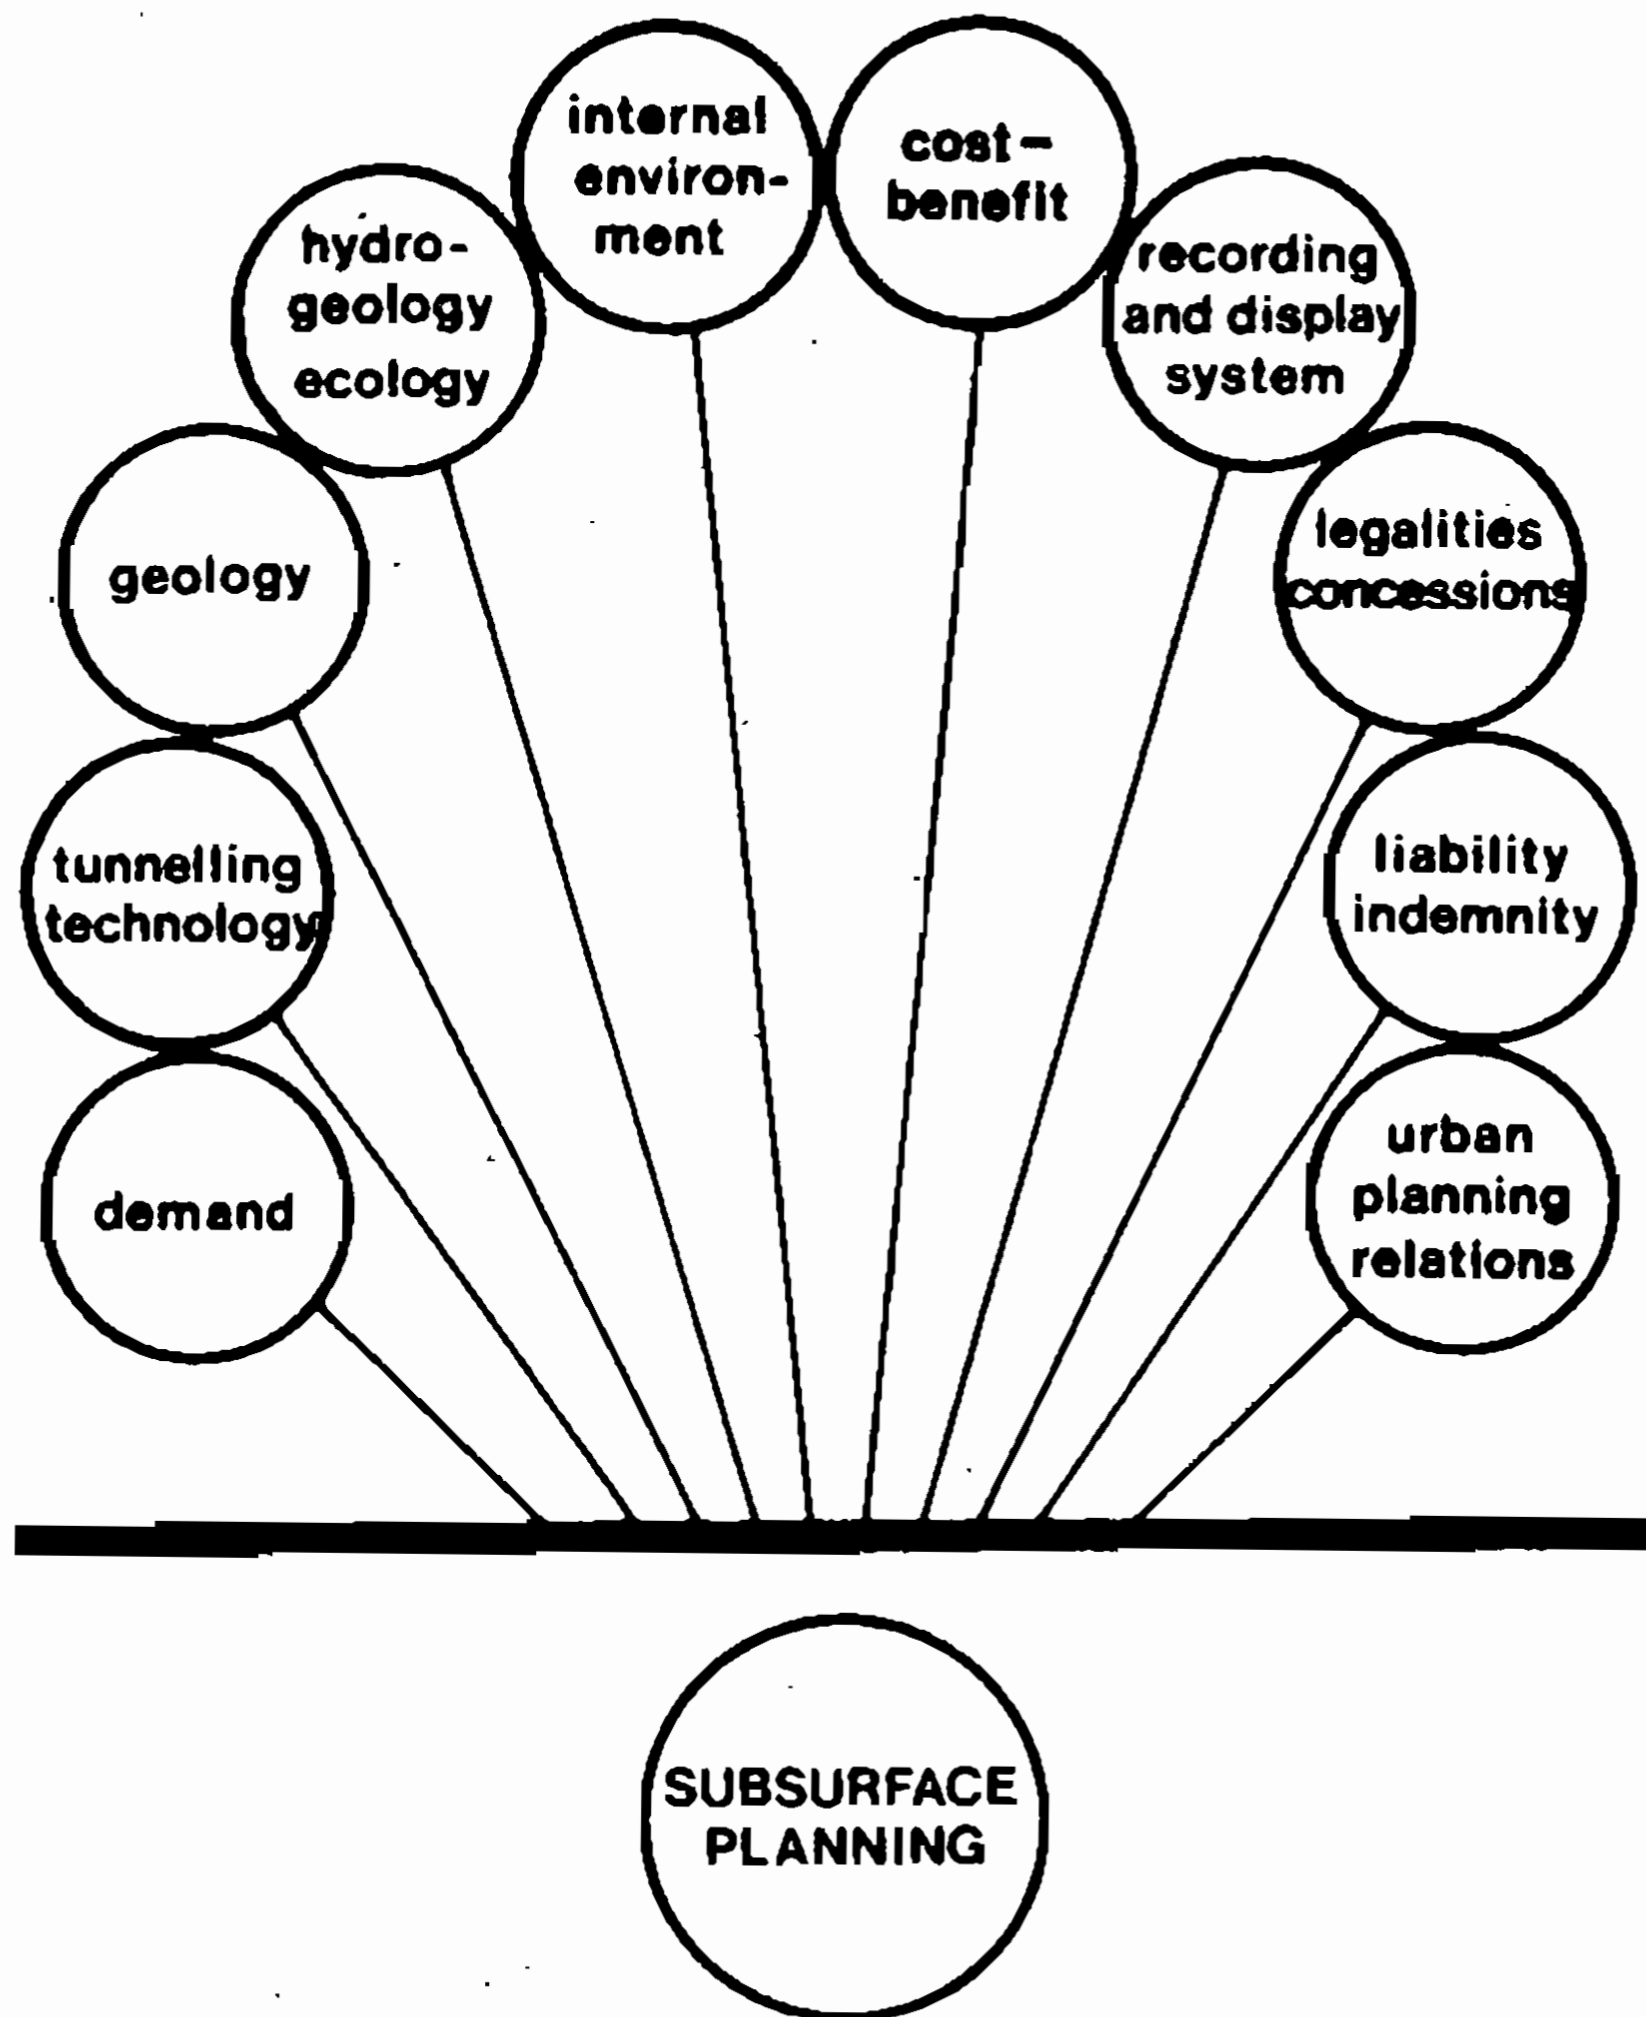 internal
environ-
ment
cost-
benefit
hydro-
geology
ecology
recording
and display
system
geology
legalities
concessions
tunnelling
technology
liability
indemnity
demand
urban
planning
relations
SUBSURFACE
PLANNING